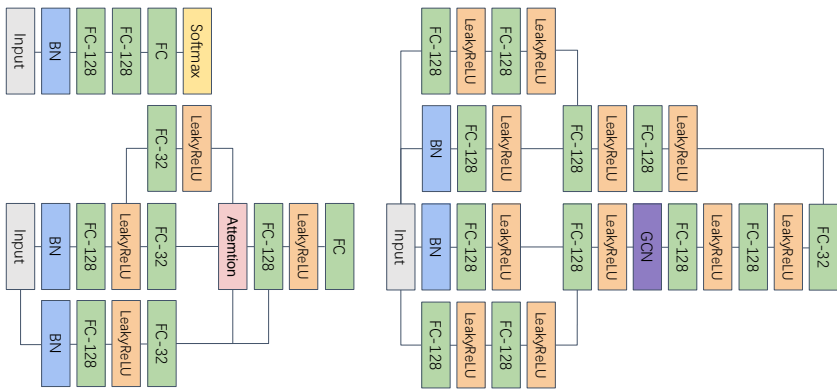 Input
BN
FC-128
FC-128
FC
Softmax
FC-32
LeakyReLU
Input
BN
FC-128
LeakyReLU
FC-32
Attemtion
FC-128
LeakyReLU
FC
BN
FC-128
LeakyReLU
FC-32
FC-128
LeakyReLU
FC-128
LeakyReLU
BN
FC-128
LeakyReLU
FC-128
LeakyReLU
FC-128
LeakyReLU
Input
BN
FC-128
LeakyReLU
FC-128
LeakyReLU
GCN
FC-128
LeakyReLU
FC-128
LeakyReLU
FC-32
FC-128
LeakyReLU
FC-128
LeakyReLU